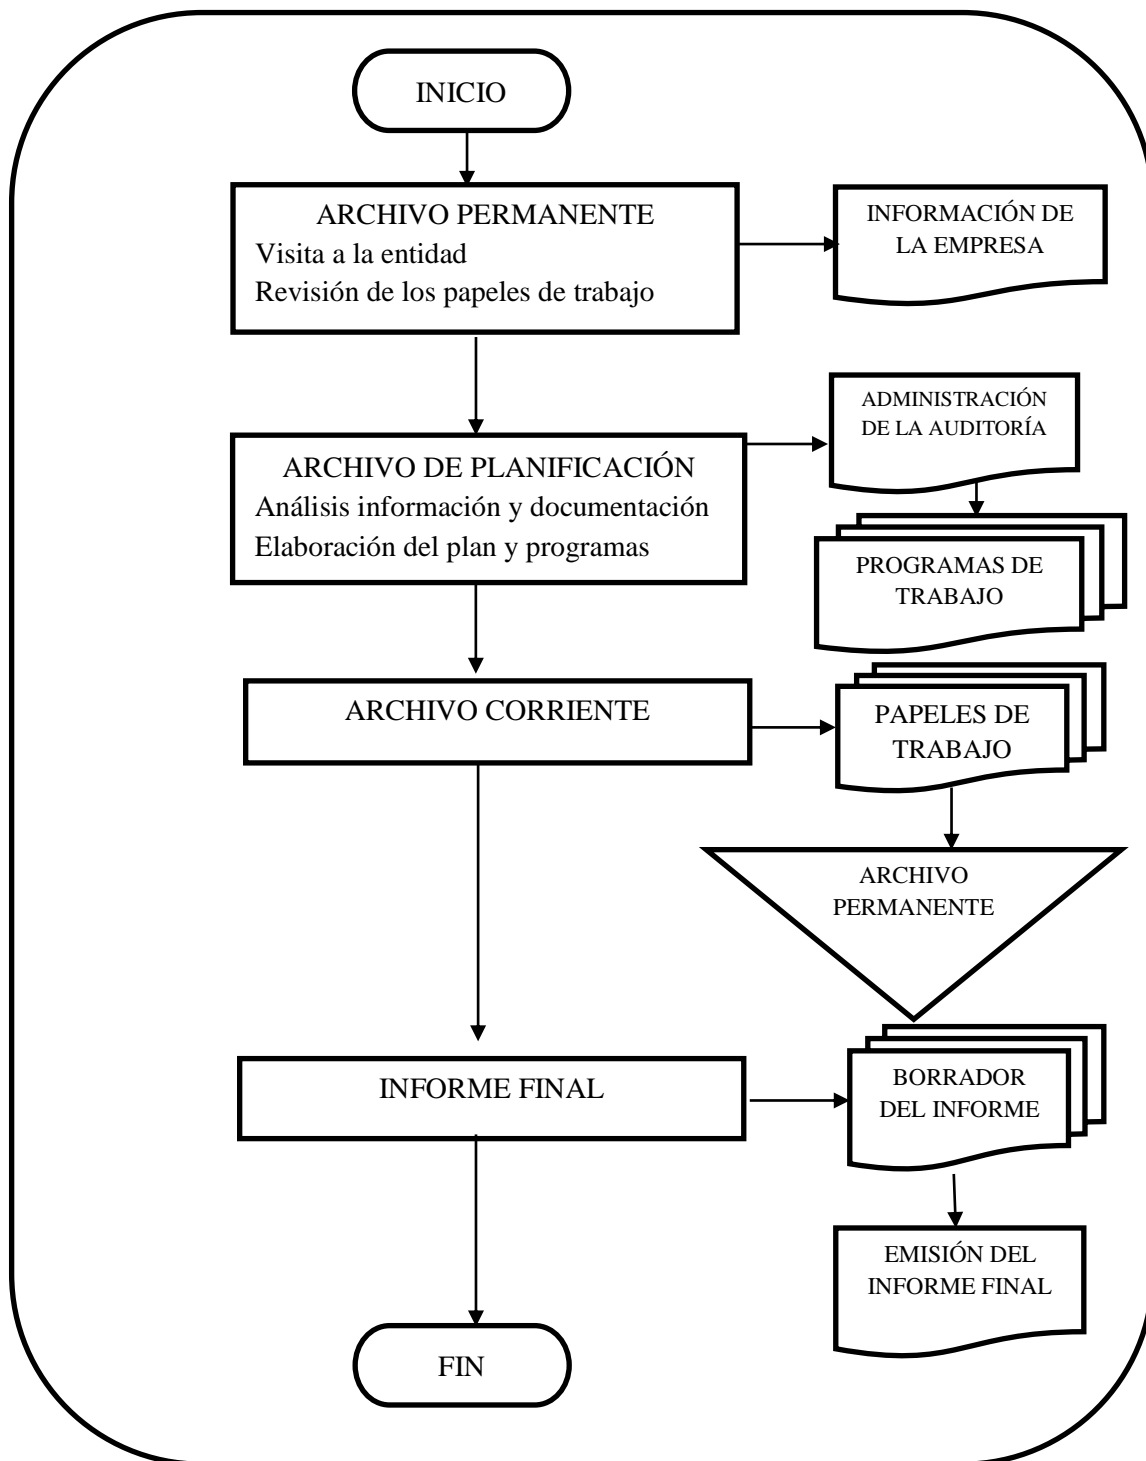 INICIO
ARCHIVO PERMANENTE
Visita a la entidad
Revisión de los papeles de trabajo
INFORMACIÓN DE
LA EMPRESA
ARCHIVO DE PLANIFICACIÓN
Análisis información y documentación
Elaboración del plan y programas
ADMINISTRACIÓN
DE LA AUDITORÍA
PROGRAMAS DE
TRABAJO
ARCHIVO CORRIENTE
PAPELES DE
TRABAJO
ARCHIVO
PERMANENTE
INFORME FINAL
BORRADOR
DEL INFORME
EMISIÓN DEL
INFORME FINAL
FIN